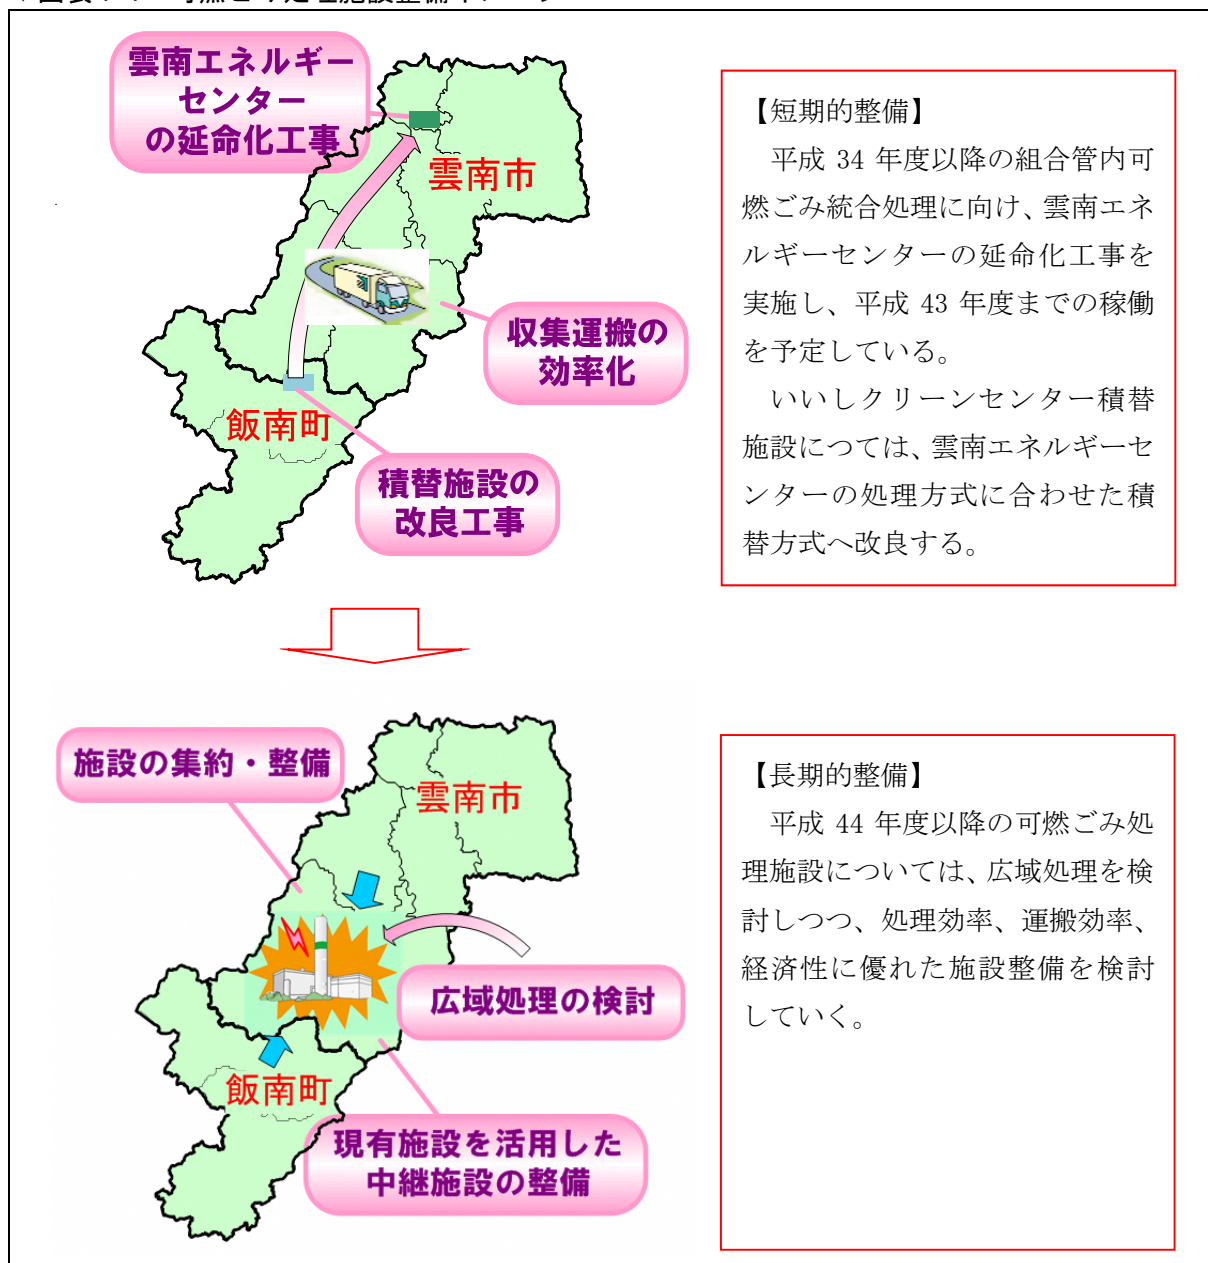 雲南エネルギー
センター
の延命化工事
雲南市
収集運搬の
効率化
飯南町
積替施設の
改良工事
【短期的整備】
平成 34 年度以降の組合管内可
燃ごみ統合処理に向け、雲南エネ
ルギーセンターの延命化工事を
実施し、平成 43 年度までの稼働
を予定している。
いいしクリーンセンター積替
施設につては、雲南エネルギーセ
ンターの処理方式に合わせた積
替方式へ改良する。
施設の集約・整備
雲南市
広域処理の検討
飯南町
現有施設を活用した
中継施設の整備
【長期的整備】
平成 44 年度以降の可燃ごみ処
理施設については、広域処理を検
討しつつ、処理効率、運搬効率、
経済性に優れた施設整備を検討
していく。